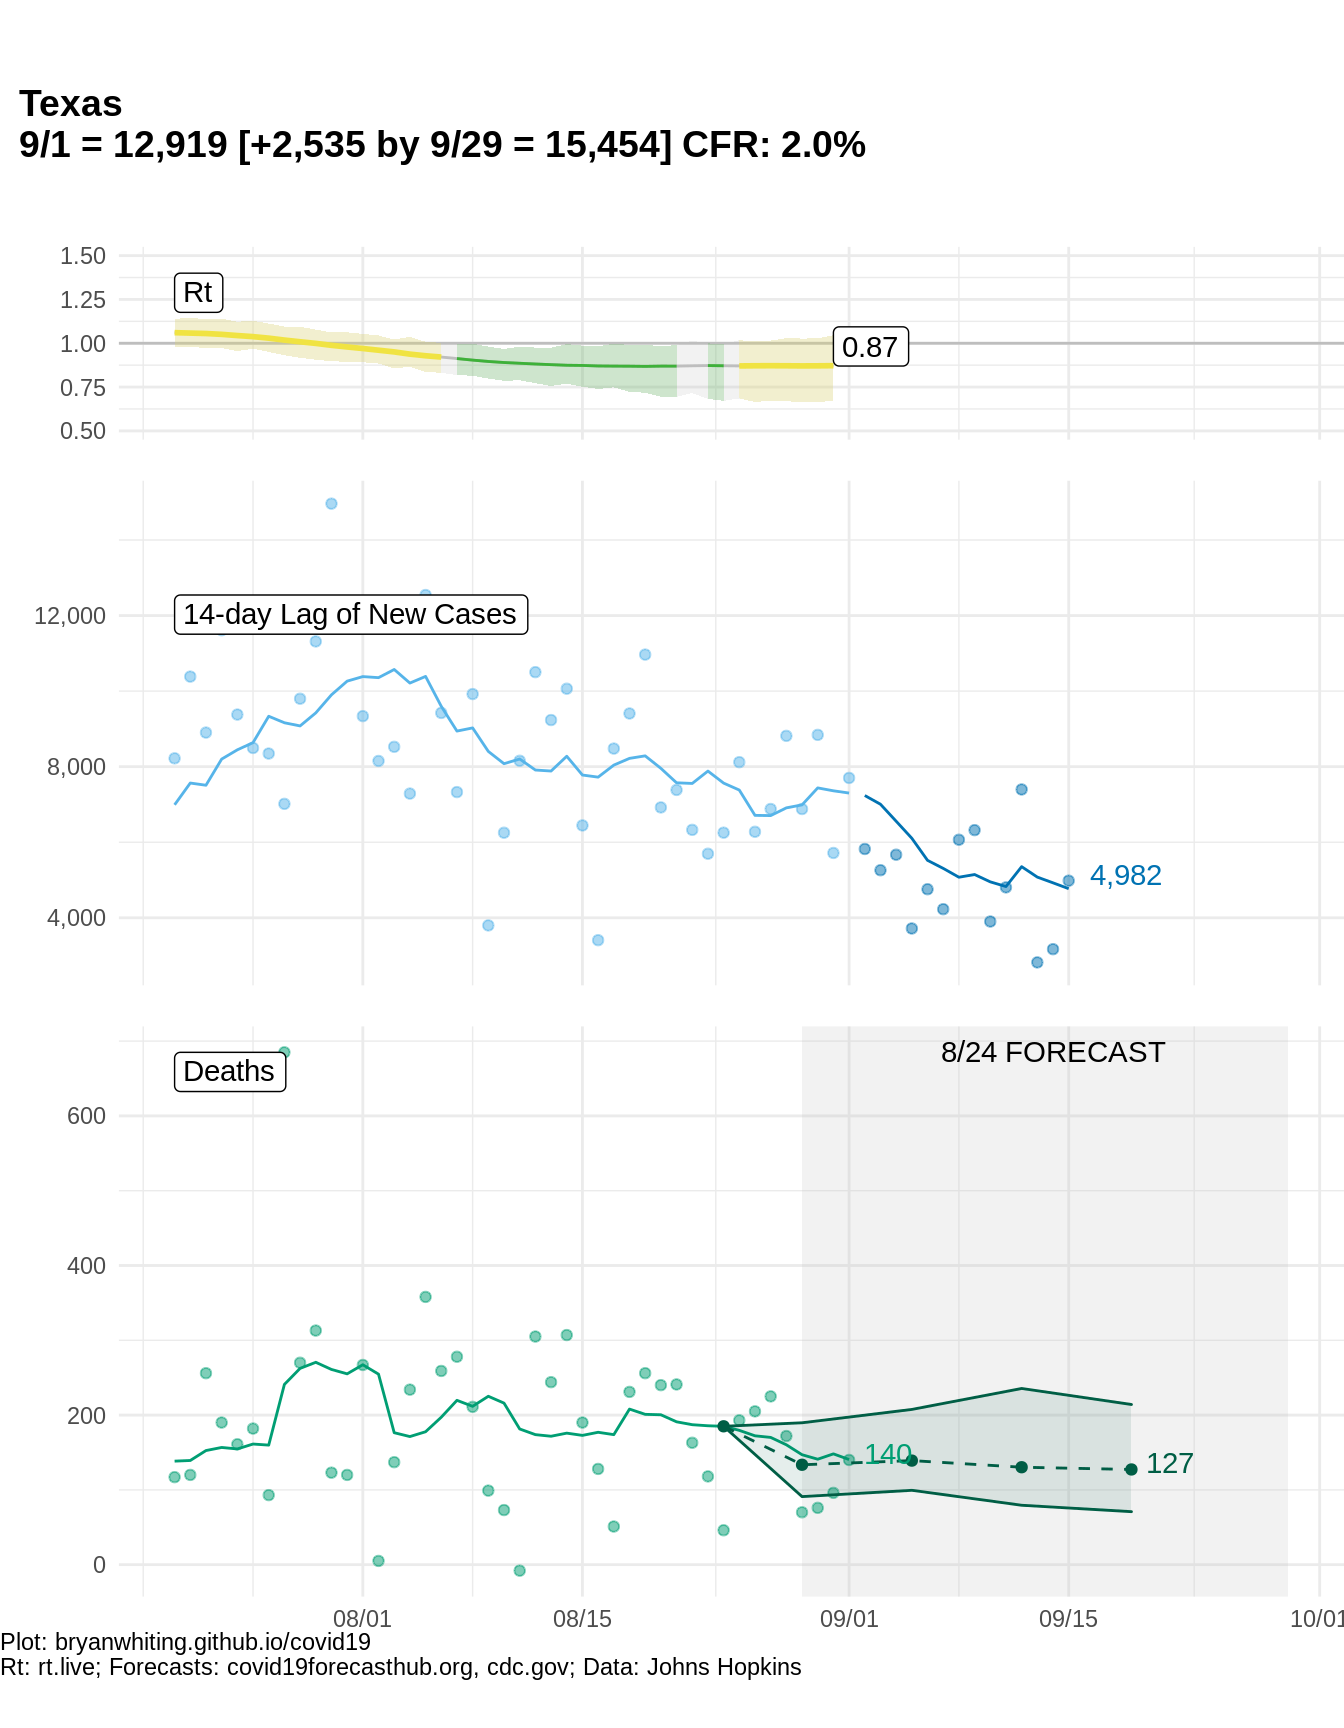 Texas
9/1 = 12,919 [+2,535 by 9/29 = 15,454] CFR: 2.0%
1.50
1.25
1.00
0.75
0.50
Rt
0.87
12,000
8,000
4,000
14-day Lag of New Cases
4,982
600
400
200
0
Deaths
8/24 FORECAST
140
127
08/01
08/15
09/01
09/15
10/01
Plot: bryanwhiting.github.io/covid19
Rt: rt.live; Forecasts: covid19forecasthub.org, cdc.gov; Data: Johns Hopkins